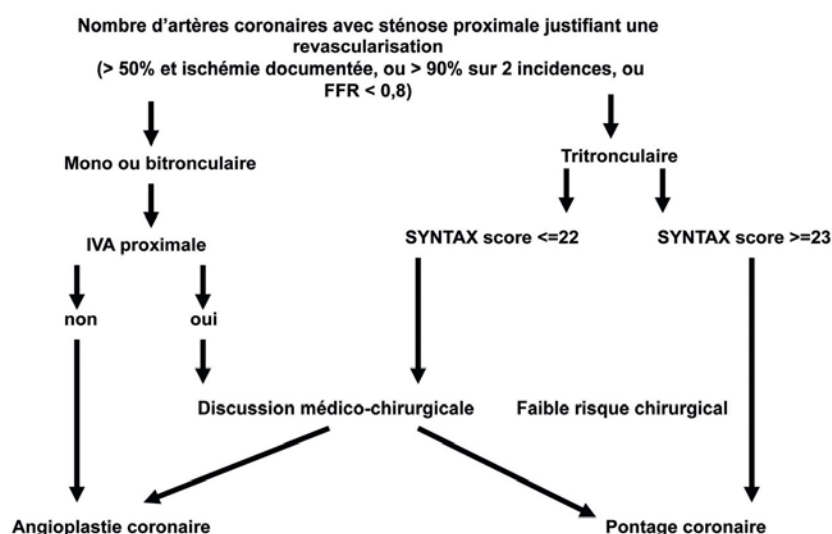 Nombre d'artères coronaires avec sténose proximale justifiant une
revascularisation
(> 50% et ischémie documentée, ou > 90% sur 2 incidences, ou
FFR < 0,8)
Mono ou bitronculaire
Tritronculaire
IVA proximale
SYNTAX score <=22
SYNTAX score >=23
non
oui
Discussion médico-chirurgicale
Faible risque chirurgical
Angioplastie coronaire
Pontage coronaire